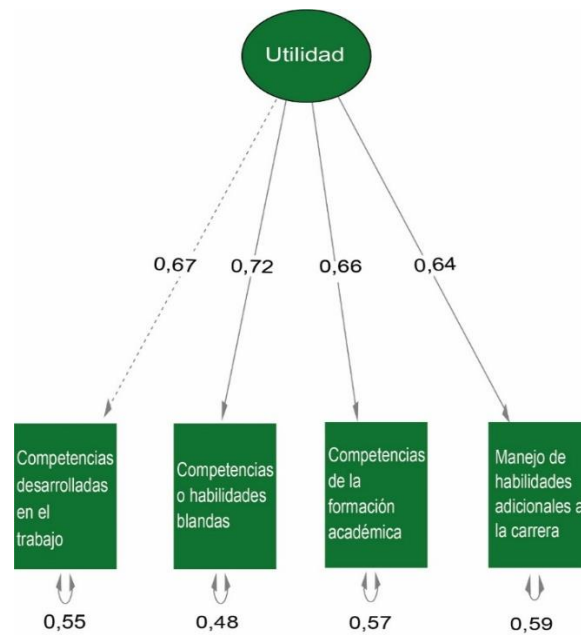 Utilidad
0,67
0,72
0,66
0,64
Competencias
desarrolladas
en el
trabajo
Competencias
o habilidades
blandas
Competencias
de la
formación
académica
Manejo de
habilidades
adicionales a
la carrera
0,55
0,48
0,57
0,59